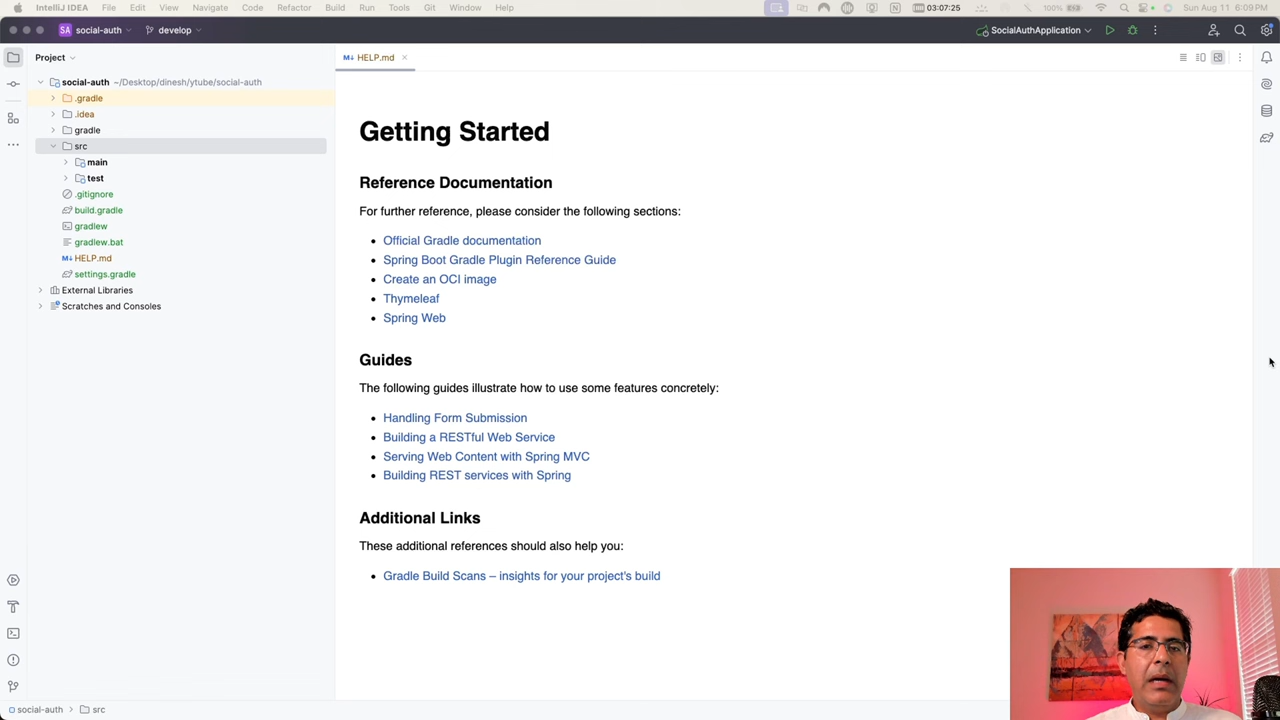 IntelliJ IDEA File Edit View Navigate Code Refactor Build Run Tools Git Window Help 03:07:25 100% Sun Aug 11 6:09 PM
SA social-auth develop SocialAuthApplication
Project
M↓ HELP.md
social-auth ~/Desktop/dinesh/ytube/social-auth
.gradle
.idea
gradle
src
main
test
.gitignore
build.gradle
gradlew
gradlew.bat
M↓ HELP.md
settings.gradle
External Libraries
Scratches and Consoles
Getting Started
Reference Documentation
For further reference, please consider the following sections:
• Official Gradle documentation
• Spring Boot Gradle Plugin Reference Guide
• Create an OCI image
• Thymeleaf
• Spring Web
Guides
The following guides illustrate how to use some features concretely:
• Handling Form Submission
• Building a RESTful Web Service
• Serving Web Content with Spring MVC
• Building REST services with Spring
Additional Links
These additional references should also help you:
• Gradle Build Scans – insights for your project's build
social-auth > src